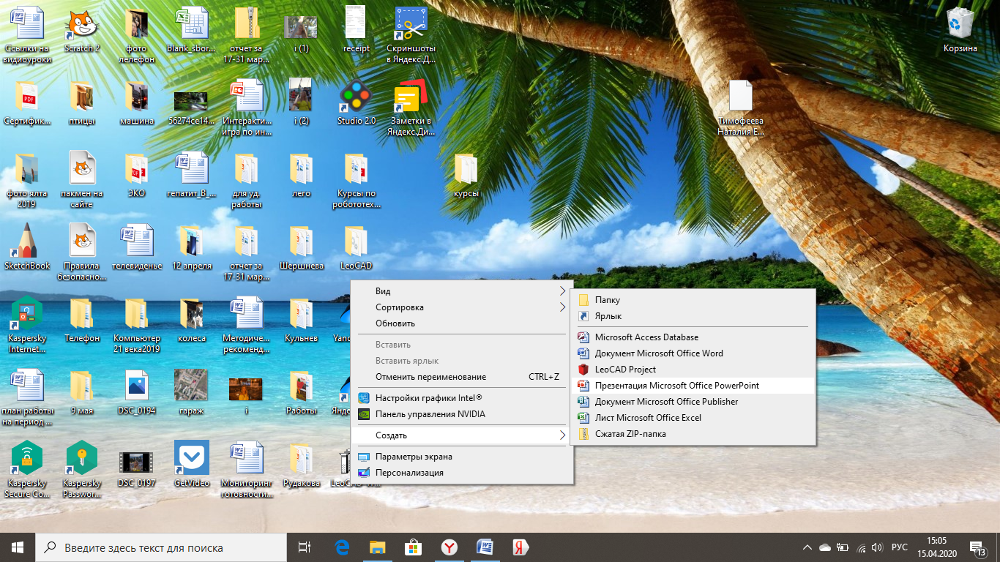 Ссылки на
видиоуроки
Scratch 2
фото
лелефон
blank_sbor...
отчет за
17-31 мар...
i (1)
receipt
Скриншоты
в Яндекс.Д...
Корзина
Сертифик...
птицы
машина
56274ce14...
Интеракти...
игра по ин...
i (2)
Studio 2.0
Заметки в
Яндекс.Ди...
Тимофеева
Наталия Е...
фото ялта
2019
пакмен на
сайте
ЭКО
гепатит_В_...
для уд.
работы
лего
Курсы по
робототех...
курсы
SketchBook
Правила
безопасно...
телевиденье
12 апреля
отчет за
17-31 мар...
Шершнева
LeoCAD
Kaspersky
Internet...
Телефон
Компьютер
21 века2019
колеса
Методиче...
рекоменд...
Кульнев
Yanc
план работы
на период ...
9 мая
DSC_0194
гараж
i
Работы
Янде
Kaspersky
Secure Co...
Kaspersky
Passwor...
DSC_0197
GetVideo
Мониторинг
готовности...
Рудакова
Вид
Сортировка
Обновить
Вставить
Вставить ярлык
Отменить переименование CTRL+Z
Настройки графики Intel®
Панель управления NVIDIA
Создать
Параметры экрана
Персонализация
Папку
Ярлык
Microsoft Access Database
Документ Microsoft Office Word
LeoCAD Project
Презентация Microsoft Office PowerPoint
Документ Microsoft Office Publisher
Лист Microsoft Office Excel
Сжатая ZIP-папка
Введите здесь текст для поиска
РУС
15:05
15.04.2020
13